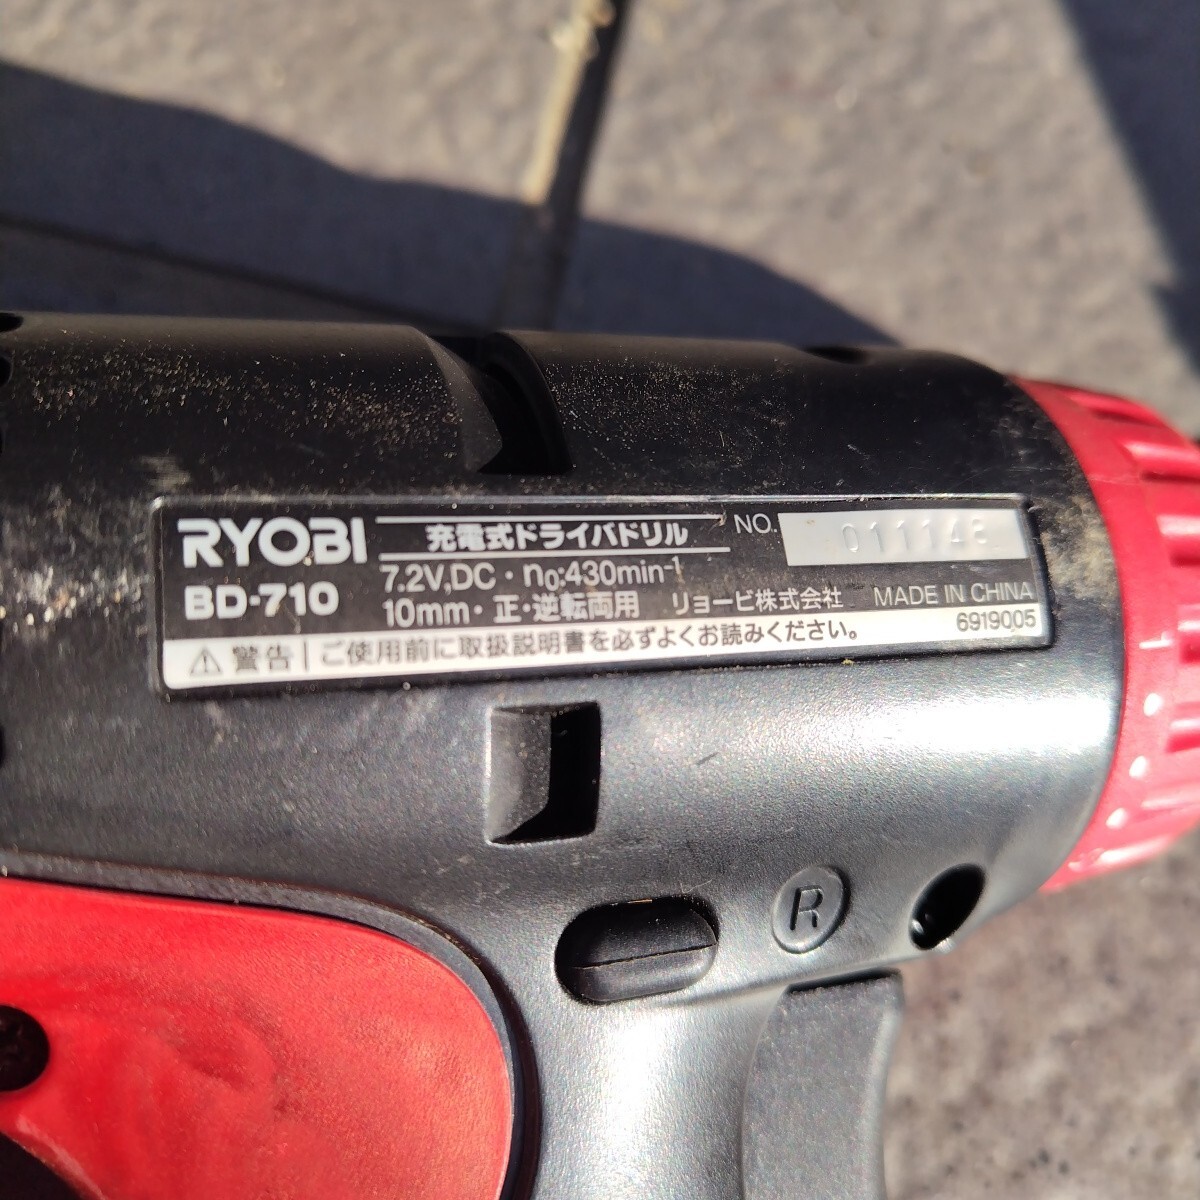 RYOBI
BD-710
充電式ドライバドリル
7.2V,DC・n₀:430min⁻¹
10mm・正・逆転両用
NO.
リョービ株式会社 MADE IN CHINA
6919005
⚠ 警告 | ご使用前に取扱説明書を必ずよくお読みください。
R